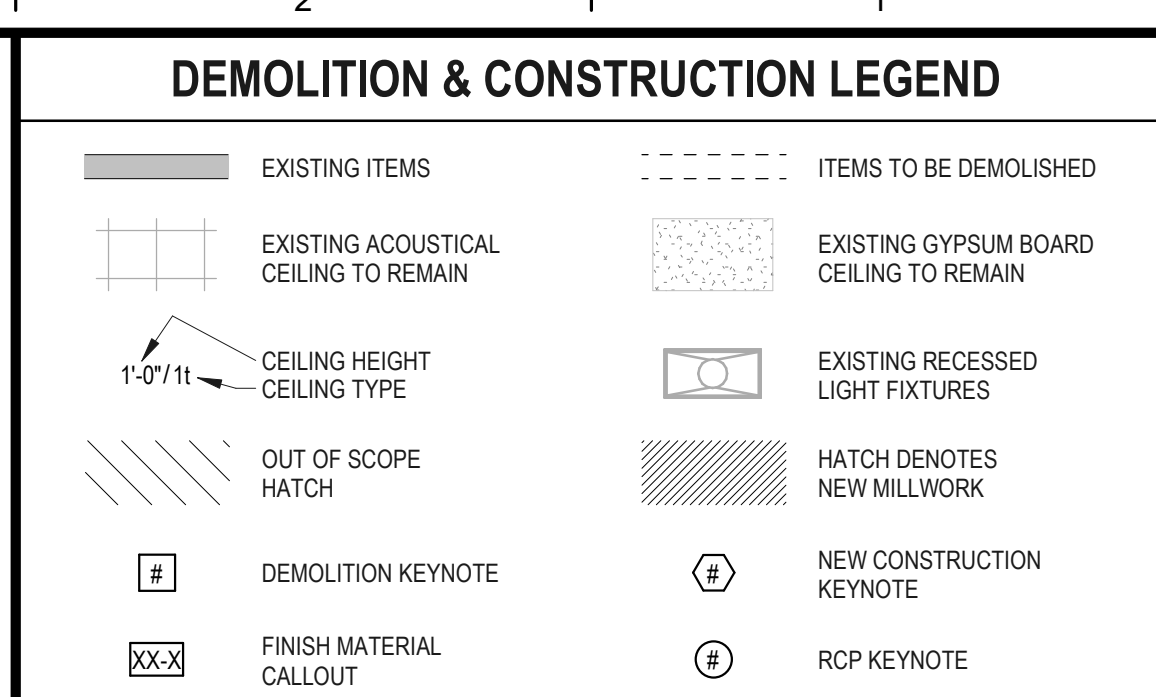 2
1
DEMOLITION & CONSTRUCTION LEGEND
EXISTING ITEMS
ITEMS TO BE DEMOLISHED
EXISTING ACOUSTICAL
CEILING TO REMAIN
EXISTING GYPSUM BOARD
CEILING TO REMAIN
1'-0"/ 1t
CEILING HEIGHT
CEILING TYPE
EXISTING RECESSED
LIGHT FIXTURES
OUT OF SCOPE
HATCH
HATCH DENOTES
NEW MILLWORK
#
DEMOLITION KEYNOTE
#
NEW CONSTRUCTION
KEYNOTE
XX-X
FINISH MATERIAL
CALLOUT
#
RCP KEYNOTE